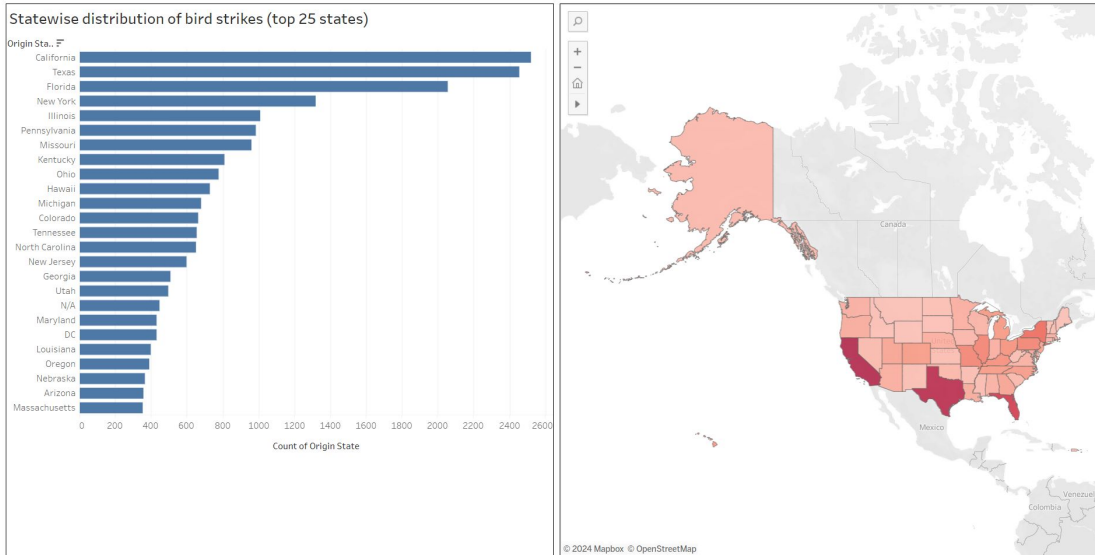 Statewise distribution of bird strikes (top 25 states)
Origin Sta..
California
Texas
Florida
New York
Illinois
Pennsylvania
Missouri
Kentucky
Ohio
Hawaii
Michigan
Colorado
Tennessee
North Carolina
New Jersey
Georgia
Utah
N/A
Maryland
DC
Louisiana
Oregon
Nebraska
Arizona
Massachusetts
0 200 400 600 800 1000 1200 1400 1600 1800 2000 2200 2400 2600
Count of Origin State
Canada
Mexico
Venezuel
Colombia
© 2024 Mapbox © OpenStreetMap